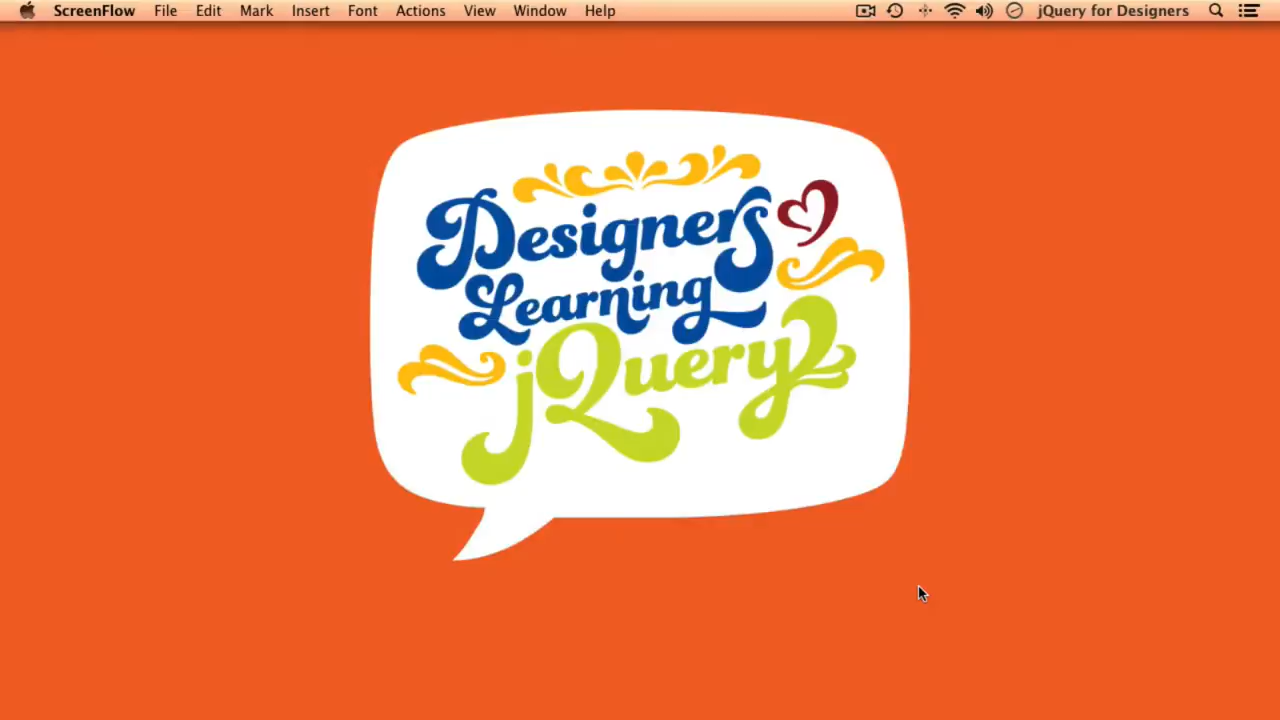 ScreenFlow File Edit Mark Insert Font Actions View Window Help jQuery for Designers
Designers
Learning
jQuery